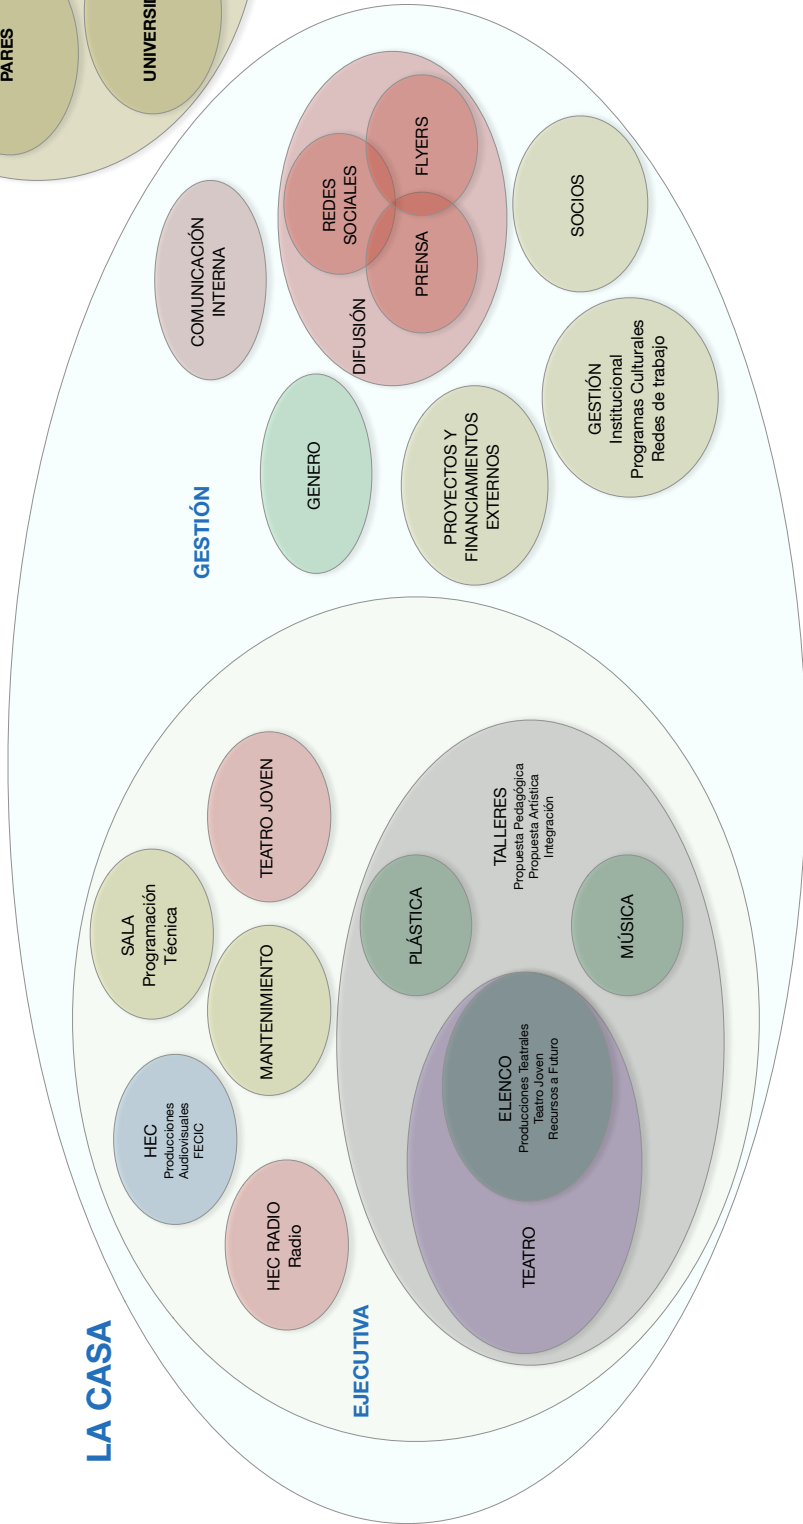 LA CASA
EJECUTIVA
HEC RADIO
Radio
HEC
Producciones
Audiovisuales
FECIC
SALA
Programación
Técnica
MANTENIMIENTO
TEATRO JOVEN
TEATRO
ELENCO
Producciones Teatrales
Teatro Joven
Recursos a Futuro
PLÁSTICA
MÚSICA
TALLERES
Propuesta Pedagógica
Propuesta Artística
Integración
GESTIÓN
COMUNICACIÓN
INTERNA
GENERO
DIFUSIÓN
REDES
SOCIALES
PRENSA
FLYERS
PROYECTOS Y
FINANCIAMIENTOS
EXTERNOS
SOCIOS
GESTIÓN
Institucional
Programas Culturales
Redes de trabajo
PARES